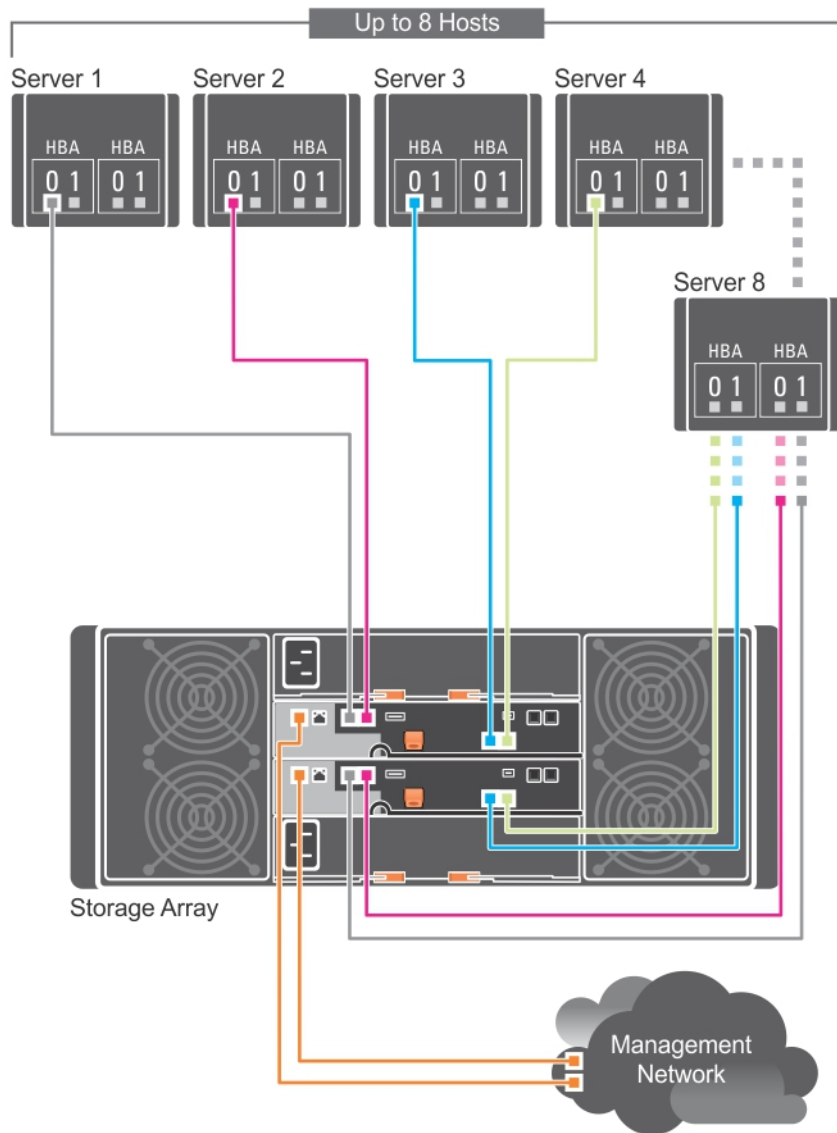 Up to 8 Hosts
Server 1
Server 2
Server 3
Server 4
HBA HBA
0 1 0 1
HBA HBA
0 1 0 1
HBA HBA
0 1 0 1
HBA HBA
0 1 0 1
Server 8
HBA HBA
0 1 0 1
Storage Array
Management
Network